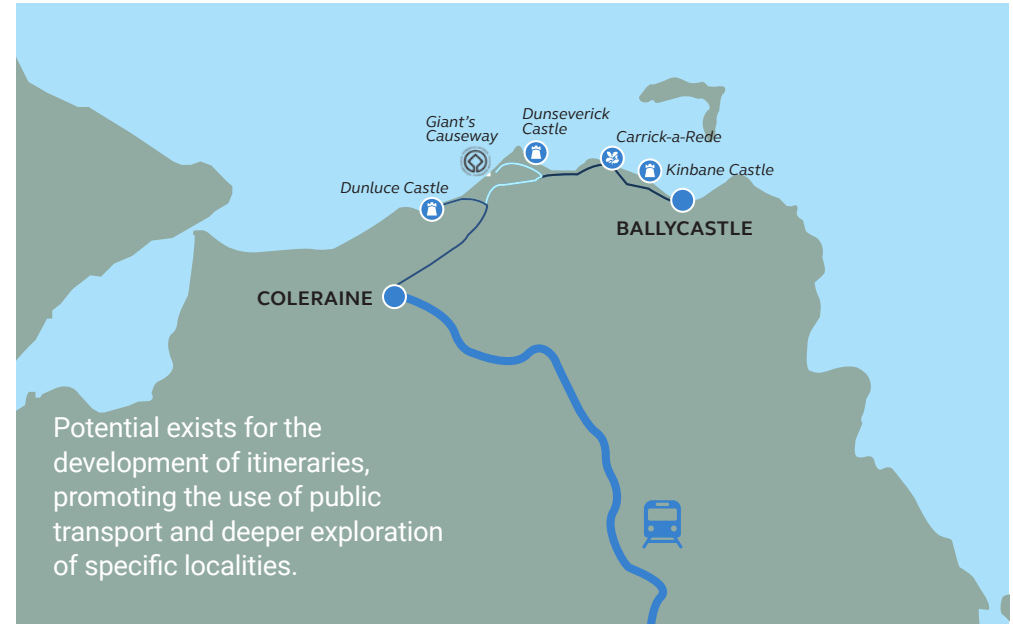 Giant's
Causeway
Dunseverick
Castle
Carrick-a-Rede
Kinbane Castle
Dunluce Castle
BALLYCASTLE
COLERAINE
Potential exists for the
development of itineraries,
promoting the use of public
transport and deeper exploration
of specific localities.